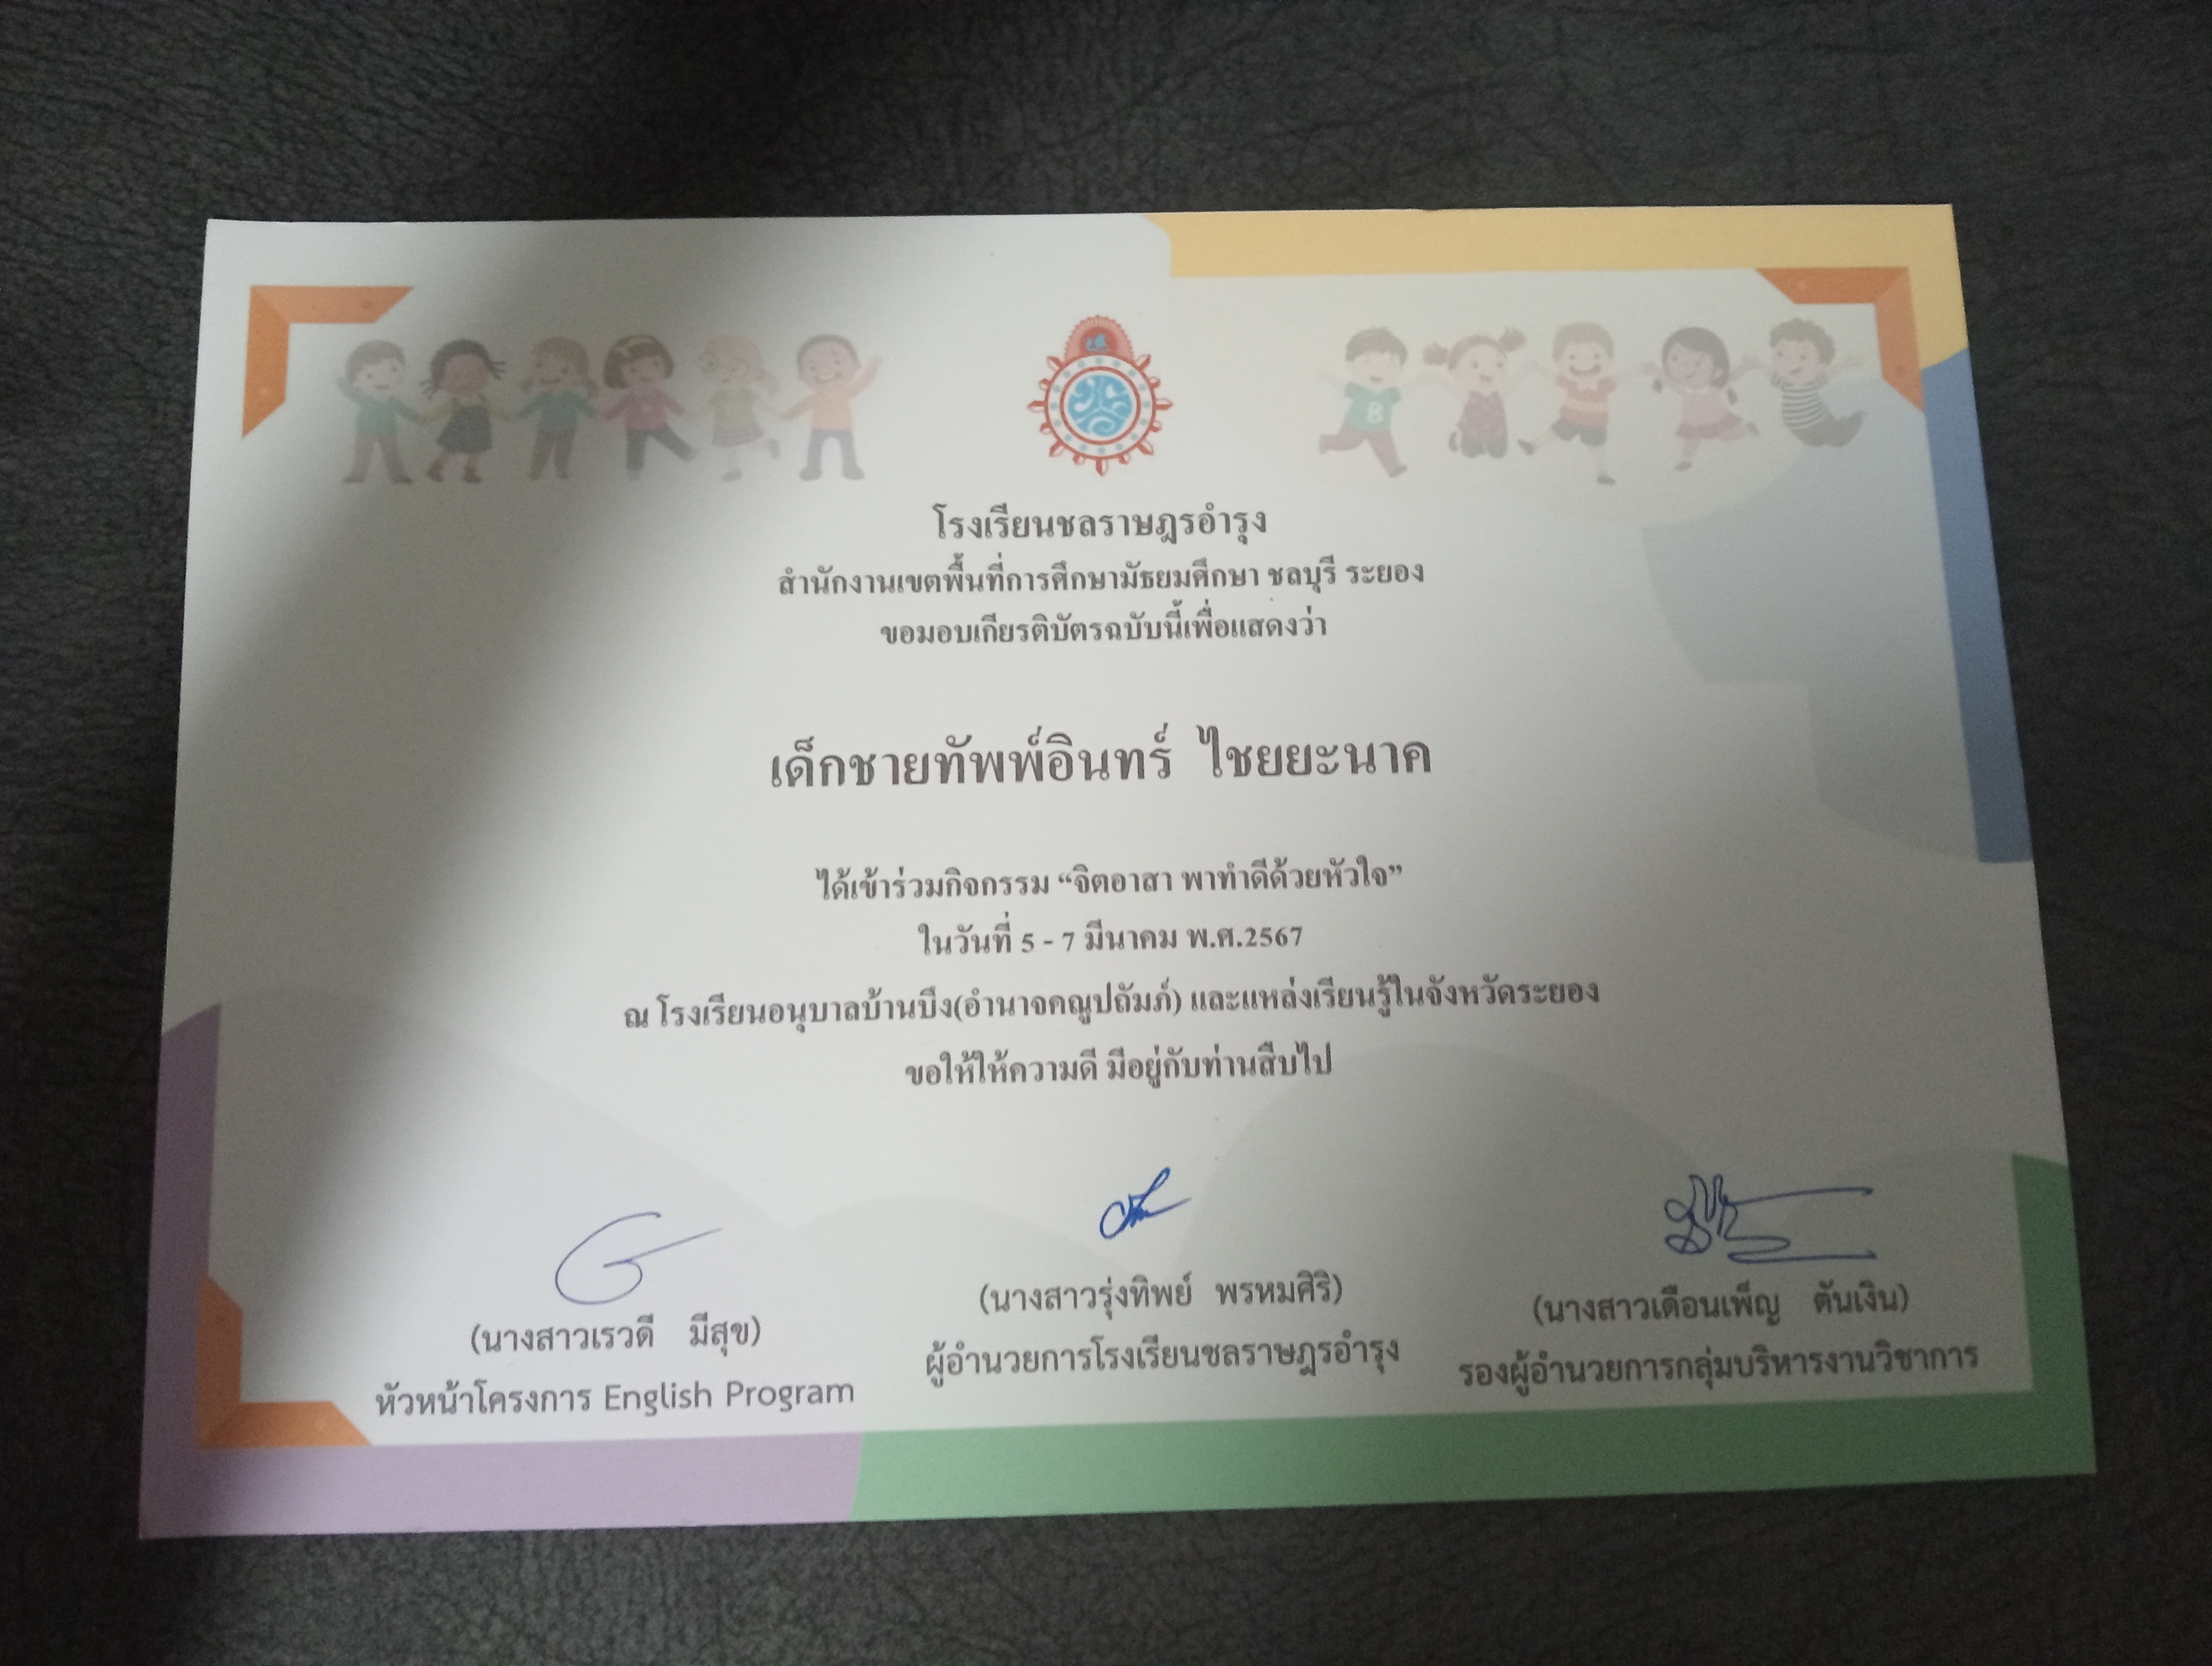 โรงเรียนชลราษฎรอำรุง
สำนักงานเขตพื้นที่การศึกษามัธยมศึกษา ชลบุรี ระยอง
ขอมอบเกียรติบัตรฉบับนี้เพื่อแสดงว่า
เด็กชายทัพพ์อินทร์ ไชยยะนาค
ได้เข้าร่วมกิจกรรม “จิตอาสา พาทำดีด้วยหัวใจ”
ในวันที่ 5 - 7 มีนาคม พ.ศ.2567
ณ โรงเรียนอนุบาลบ้านบึง(อำนาจคณูปถัมภ์) และแหล่งเรียนรู้ในจังหวัดระยอง
ขอให้ให้ความดี มีอยู่กับท่านสืบไป
(นางสาวเรวดี มีสุข)
หัวหน้าโครงการ English Program
(นางสาวรุ่งทิพย์ พรหมศิริ)
ผู้อำนวยการโรงเรียนชลราษฎรอำรุง
(นางสาวเดือนเพ็ญ ตันเงิน)
รองผู้อำนวยการกลุ่มบริหารงานวิชาการ
B